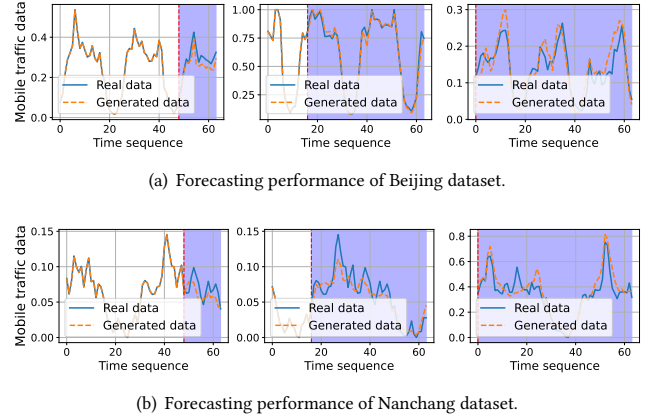 Mobile traffic data
0.4
0.2
0.0
0 20 40 60
Time sequence
Real data
Generated data
1.00
0.75
0.50
0.25
0 20 40 60
Time sequence
Real data
Generated data
0.3
0.2
0.1
0.0
0 20 40 60
Time sequence
Real data
Generated data
(a) Forecasting performance of Beijing dataset.
Mobile traffic data
0.15
0.10
0.05
0.00
0 20 40 60
Time sequence
Real data
Generated data
0.15
0.10
0.05
0.00
0 20 40 60
Time sequence
Real data
Generated data
0.8
0.6
0.4
0.2
0.0
0 20 40 60
Time sequence
Real data
Generated data
(b) Forecasting performance of Nanchang dataset.